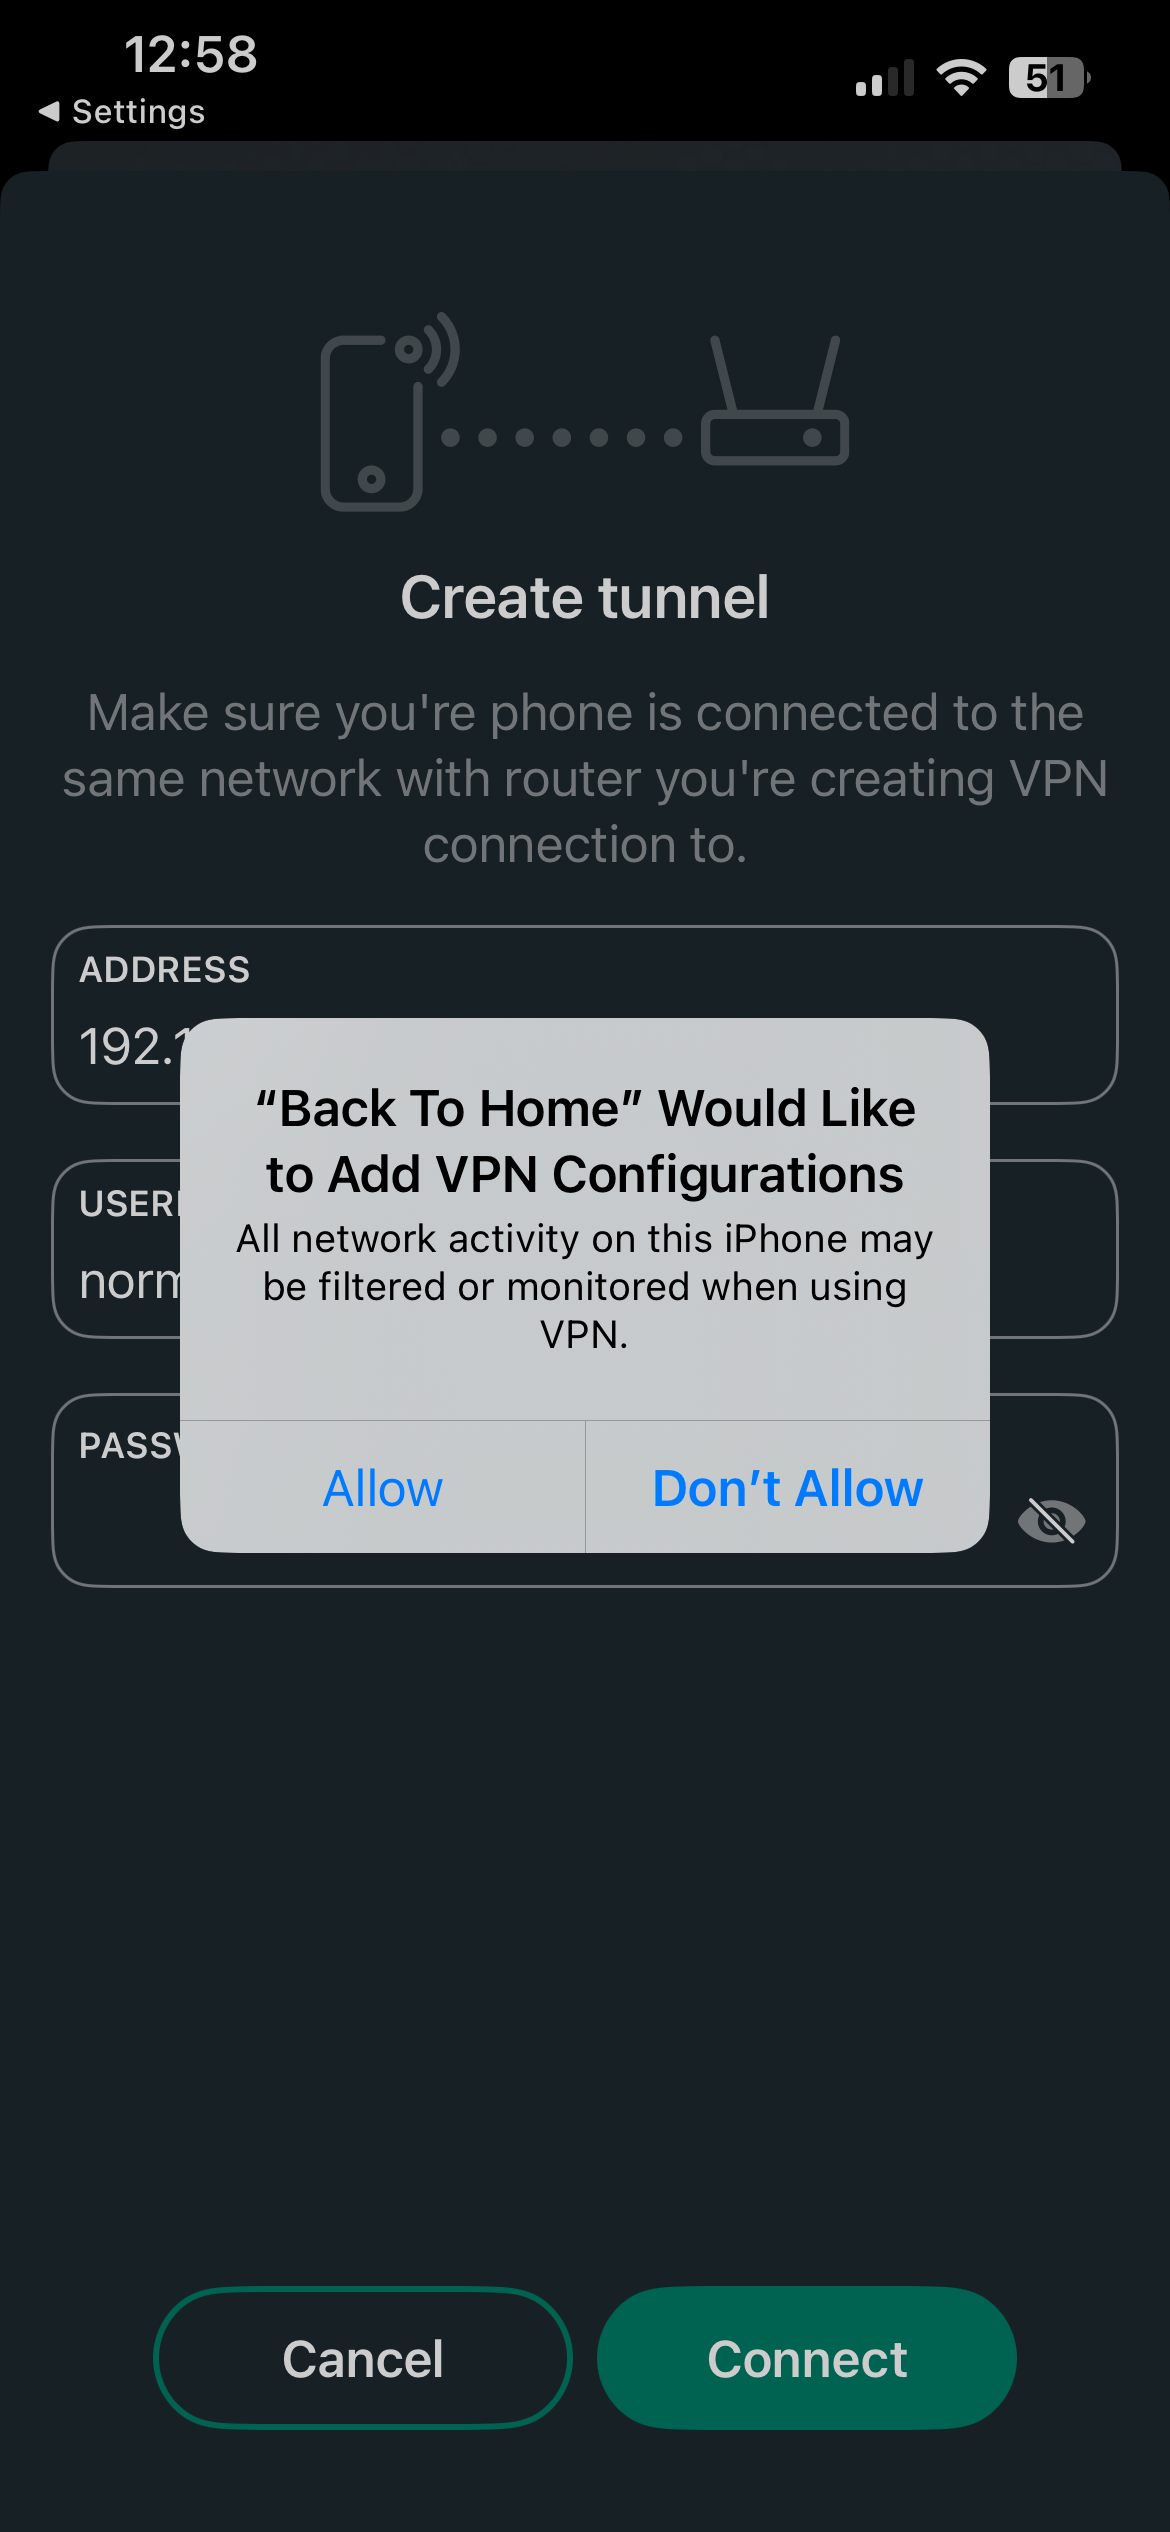 12:58
51
◀ Settings
Create tunnel
Make sure you're phone is connected to the
same network with router you're creating VPN
connection to.
ADDRESS
192.1
USER
norm
PASS
“Back To Home” Would Like
to Add VPN Configurations
All network activity on this iPhone may
be filtered or monitored when using
VPN.
Allow
Don’t Allow
Cancel
Connect